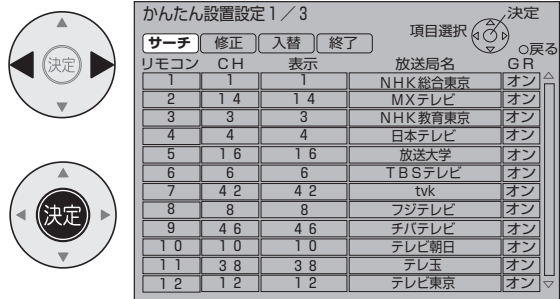 かんたん設置設定1/3
決定
項目選択
○戻る
サーチ 修正 入替 終了
リモコン CH 表示 放送局名 GR
1 1 1 NHK総合東京 オン
2 14 14 MXテレビ オン
3 3 3 NHK教育東京 オン
4 4 4 日本テレビ オン
5 16 16 放送大学 オン
6 6 6 TBSテレビ オン
7 42 42 tvk オン
8 8 8 フジテレビ オン
9 46 46 チバテレビ オン
10 10 10 テレビ朝日 オン
11 38 38 テレ玉 オン
12 12 12 テレビ東京 オン
決定
決定